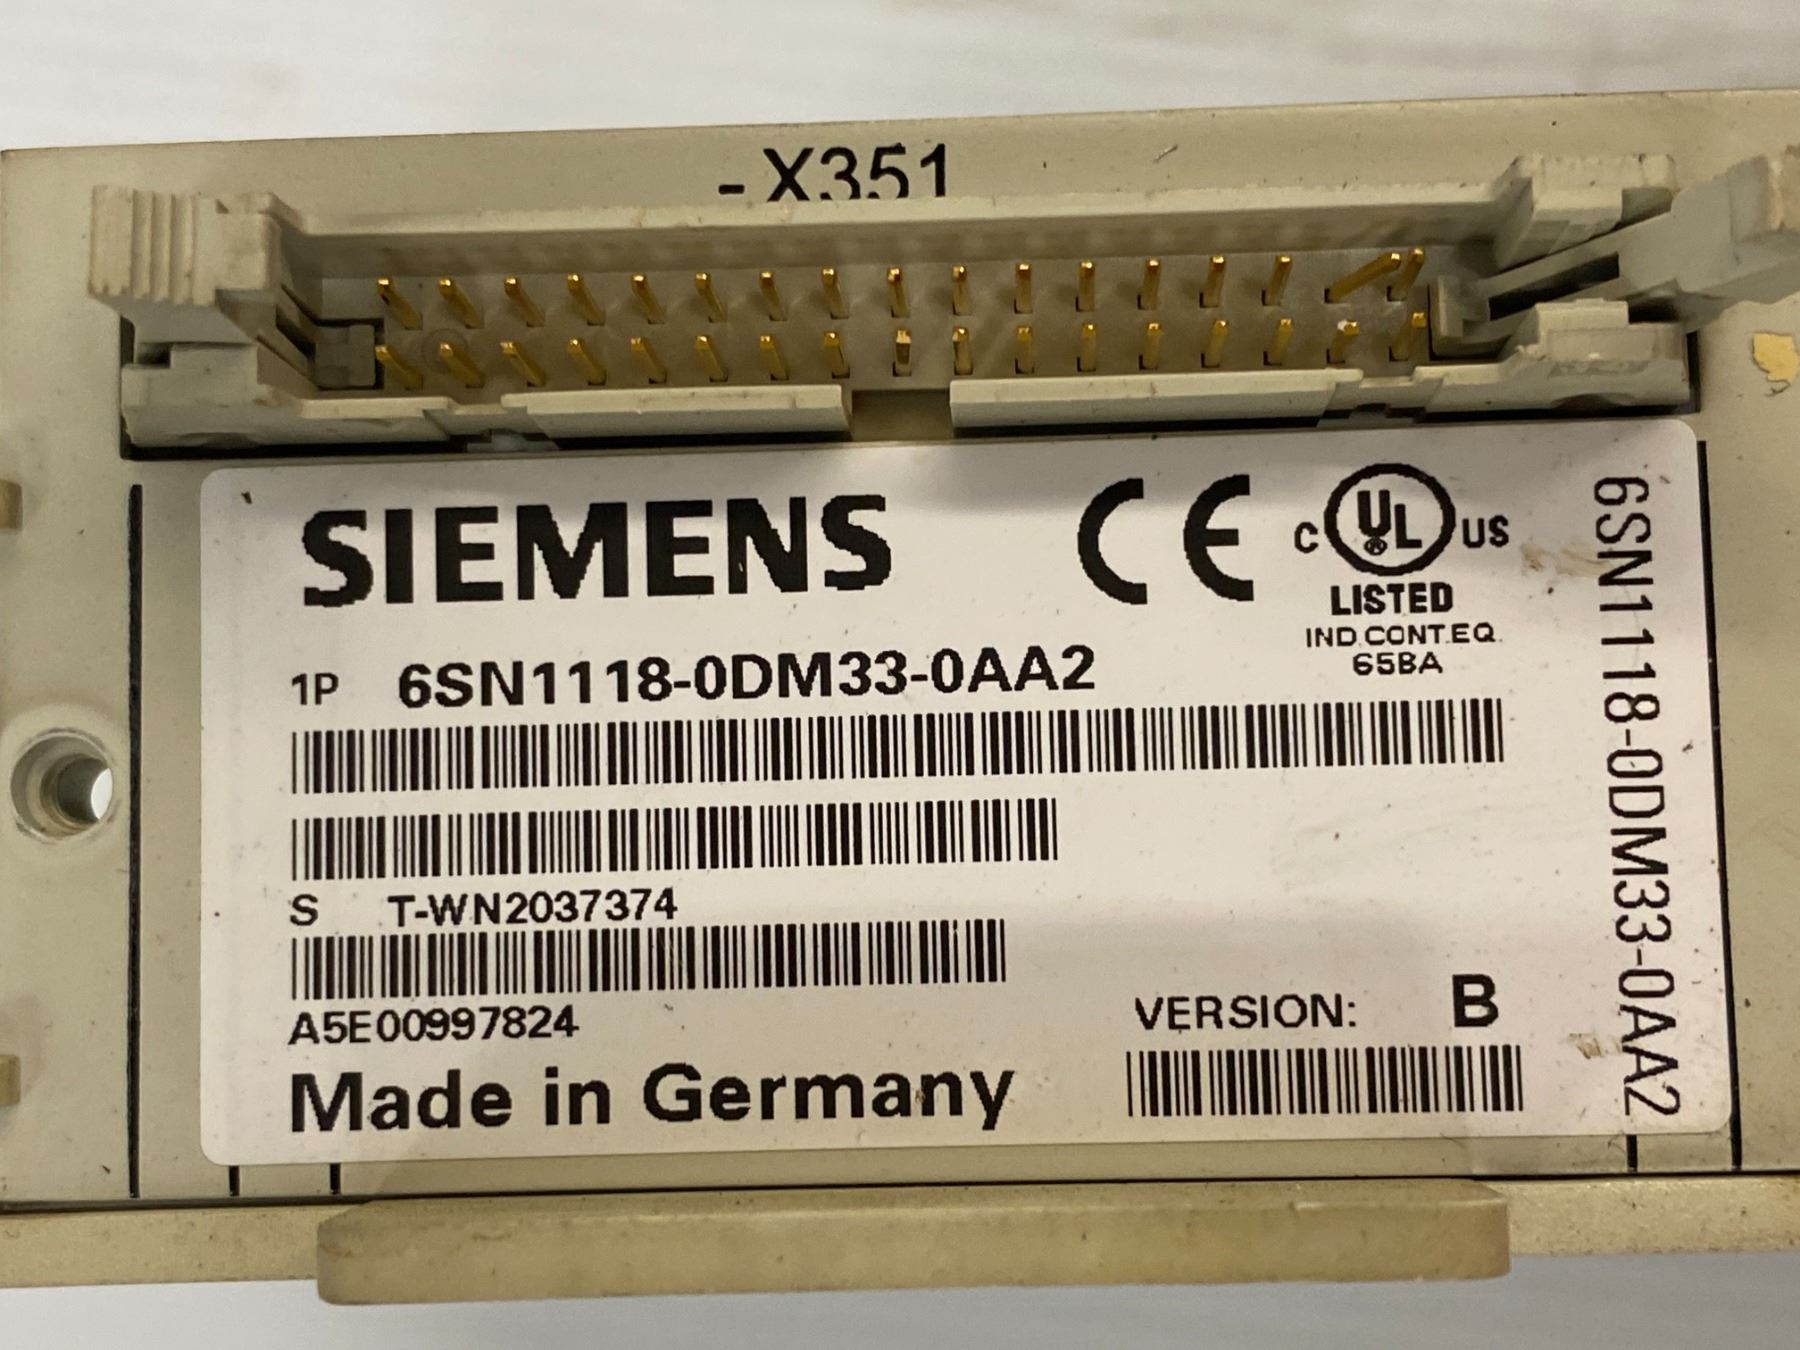 -X351
SIEMENS
CE
C UL US
®
LISTED
IND.CONT.EQ.
65BA
1P 6SN1118-0DM33-0AA2
S T-WN2037374
A5E00997824
VERSION: B
Made in Germany
6SN1118-0DM33-0AA2